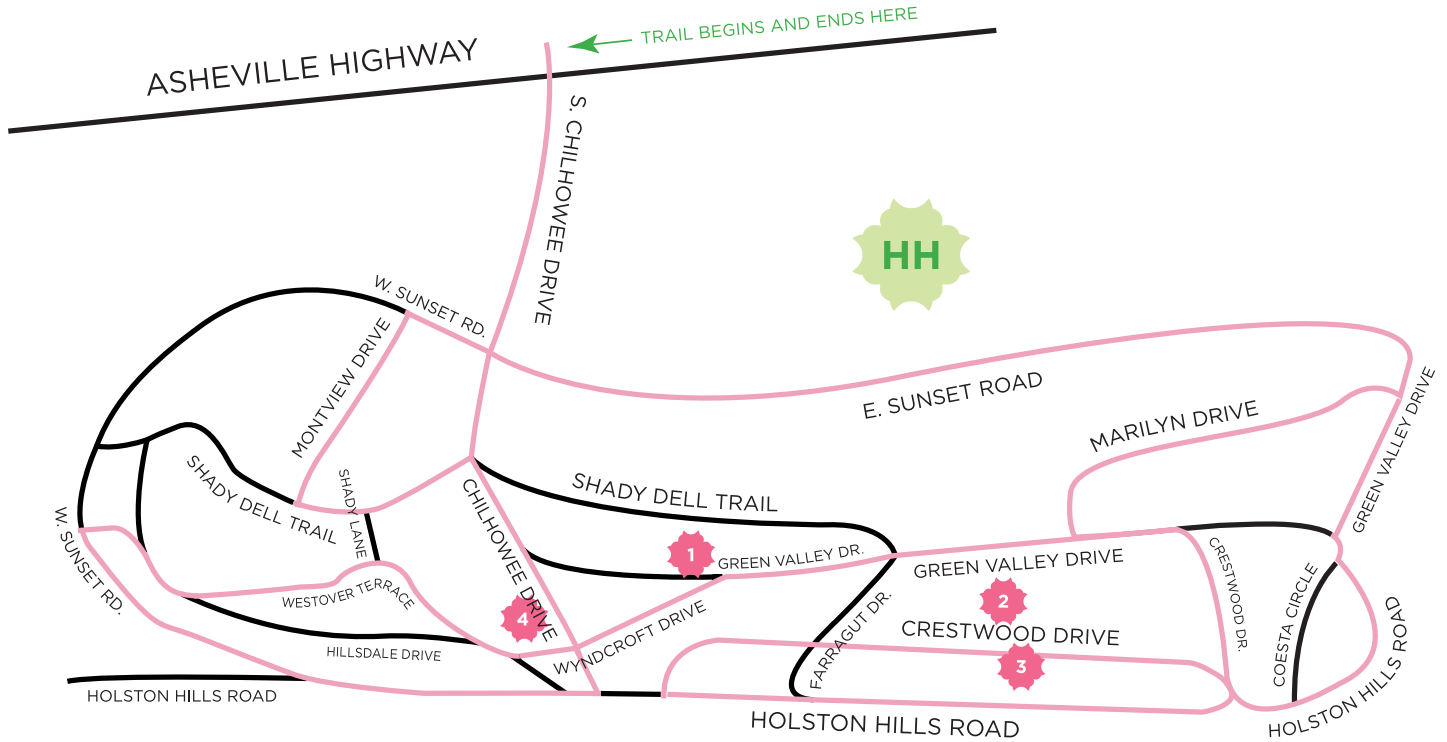 TRAIL BEGINS AND ENDS HERE
ASHEVILLE HIGHWAY
S. CHILHOWEE DRIVE
HH
W. SUNSET RD.
MONTVIEW DRIVE
E. SUNSET ROAD
MARILYN DRIVE
GREEN VALLEY DRIVE
SHADY DELL TRAIL
SHADY LANE
CHILHOWEE DRIVE
SHADY DELL TRAIL
W. SUNSET RD.
1
GREEN VALLEY DR.
GREEN VALLEY DRIVE
CRESTWOOD DR.
WESTOVER TERRACE
2
4
CRESTWOOD DRIVE
COESTA CIRCLE
HOLSTON HILLS ROAD
WYNDCROFT DRIVE
FARRAGUT DR.
HILLSDALE DRIVE
3
HOLSTON HILLS ROAD
HOLSTON HILLS ROAD